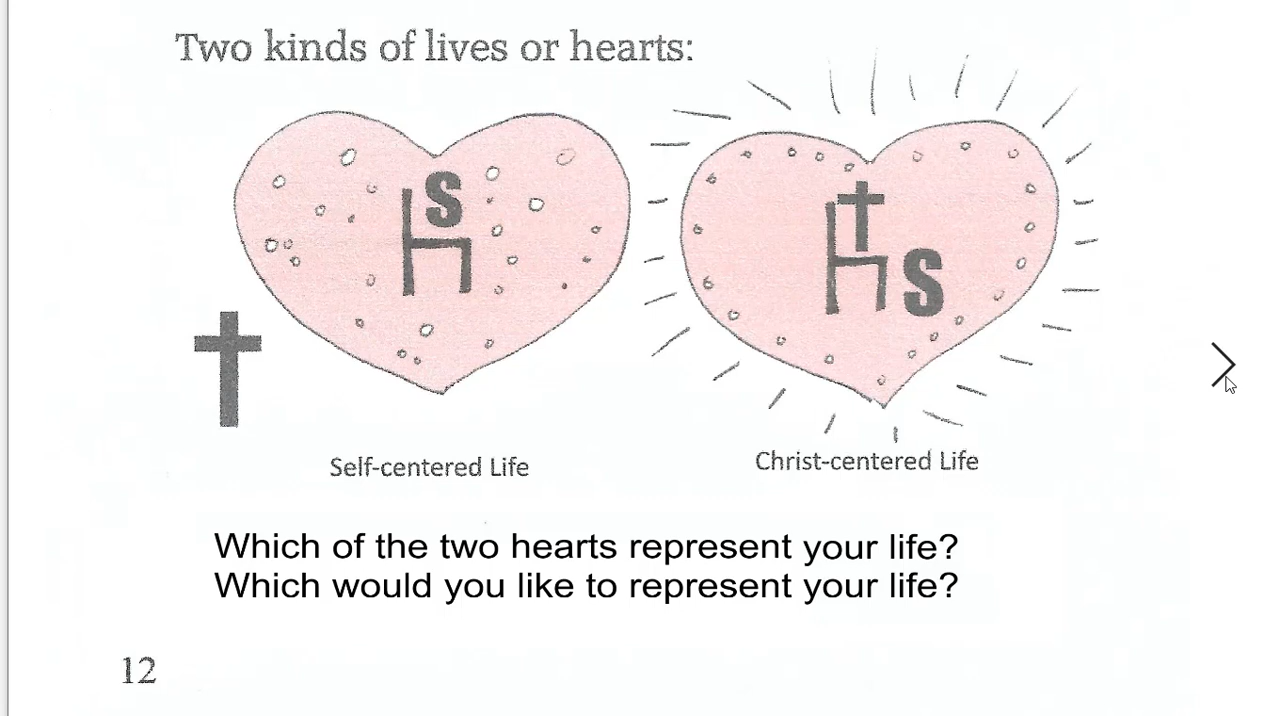 Two kinds of lives or hearts:
S
S
Self-centered Life
Christ-centered Life
Which of the two hearts represent your life?
Which would you like to represent your life?
12